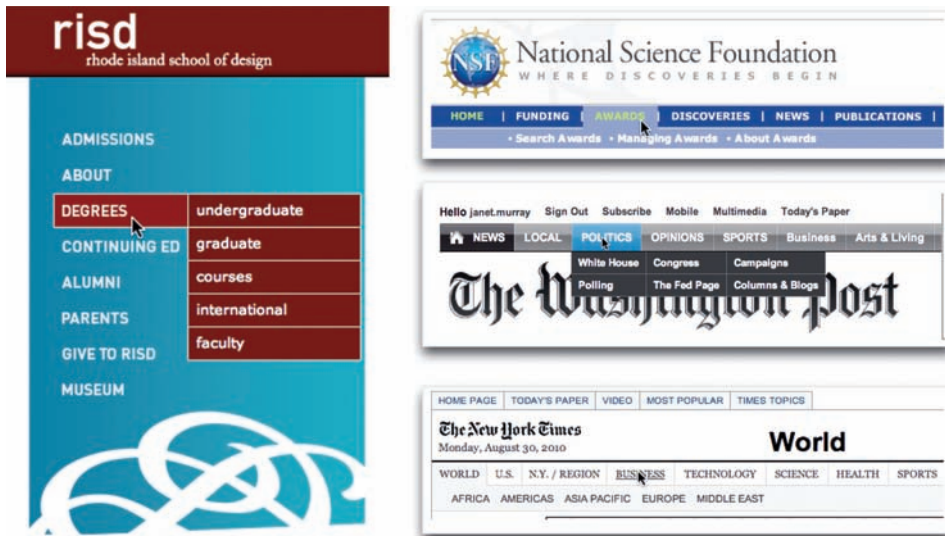 risd
rhode island school of design
ADMISSIONS
ABOUT
DEGREES
undergraduate
CONTINUING ED
graduate
ALUMNI
courses
PARENTS
international
GIVE TO RISD
faculty
MUSEUM
NSF
National Science Foundation
WHERE DISCOVERIES BEGIN
HOME | FUNDING | AWARDS | DISCOVERIES | NEWS | PUBLICATIONS |
• Search Awards • Managing Awards • About Awards
Hello janet.murray Sign Out Subscribe Mobile Multimedia Today's Paper
NEWS LOCAL POLITICS OPINIONS SPORTS Business Arts & Living
White House Congress Campaigns
Polling The Fed Page Columns & Blogs
The Washington Post
HOME PAGE TODAY'S PAPER VIDEO MOST POPULAR TIMES TOPICS
The New York Times
Monday, August 30, 2010
World
WORLD U.S. N.Y. / REGION BUSINESS TECHNOLOGY SCIENCE HEALTH SPORTS
AFRICA AMERICAS ASIA PACIFIC EUROPE MIDDLE EAST